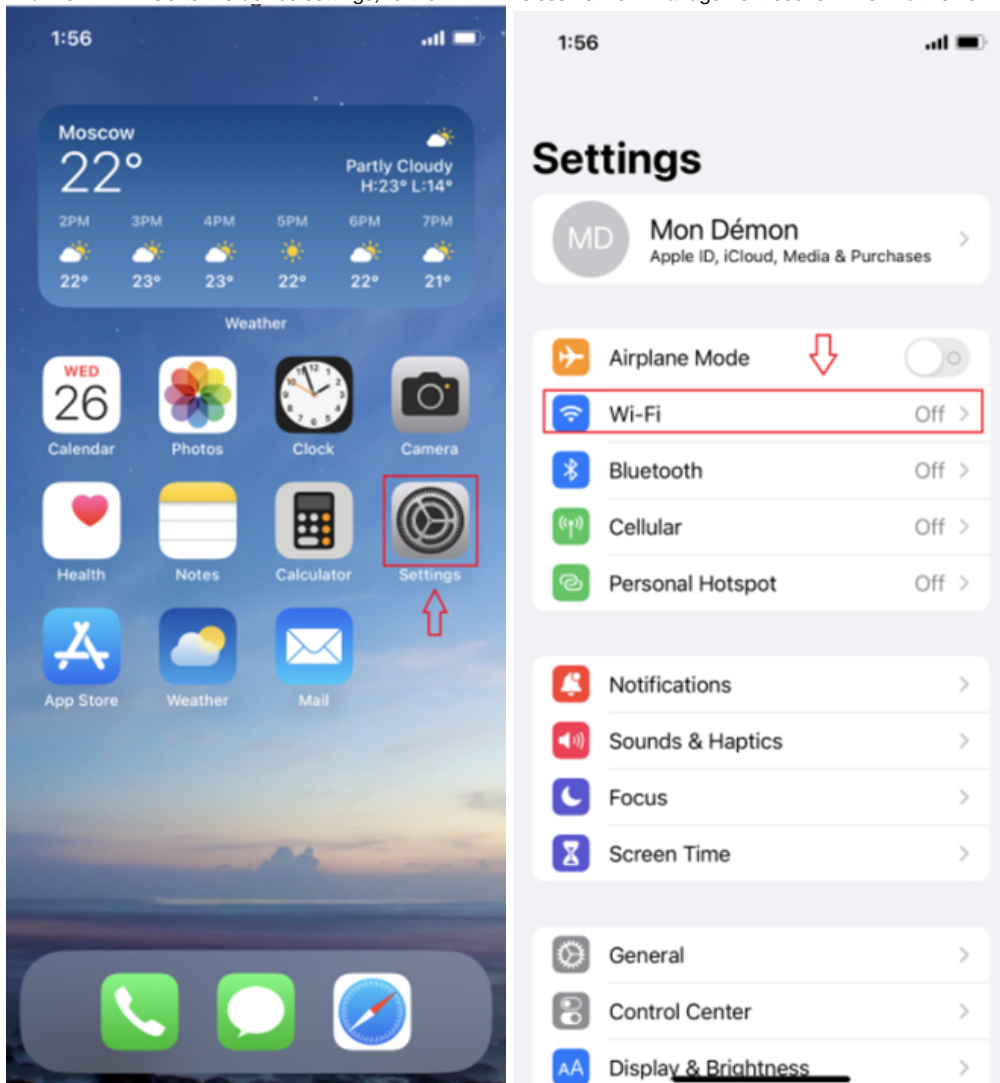 1:56
Moscow
22°
Partly Cloudy
H:23° L:14°
2PM 3PM 4PM 5PM 6PM 7PM
22° 23° 23° 22° 22° 21°
Weather
WED
26
12
Calendar Photos Clock Camera
Health Notes Calculator Settings
App Store Weather Mail
1:56
Settings
MD
Mon Démon
Apple ID, iCloud, Media & Purchases
Airplane Mode
Wi-Fi Off
Bluetooth Off
Cellular Off
Personal Hotspot Off
Notifications
Sounds & Haptics
Focus
Screen Time
General
Control Center
AA Display & Brightness